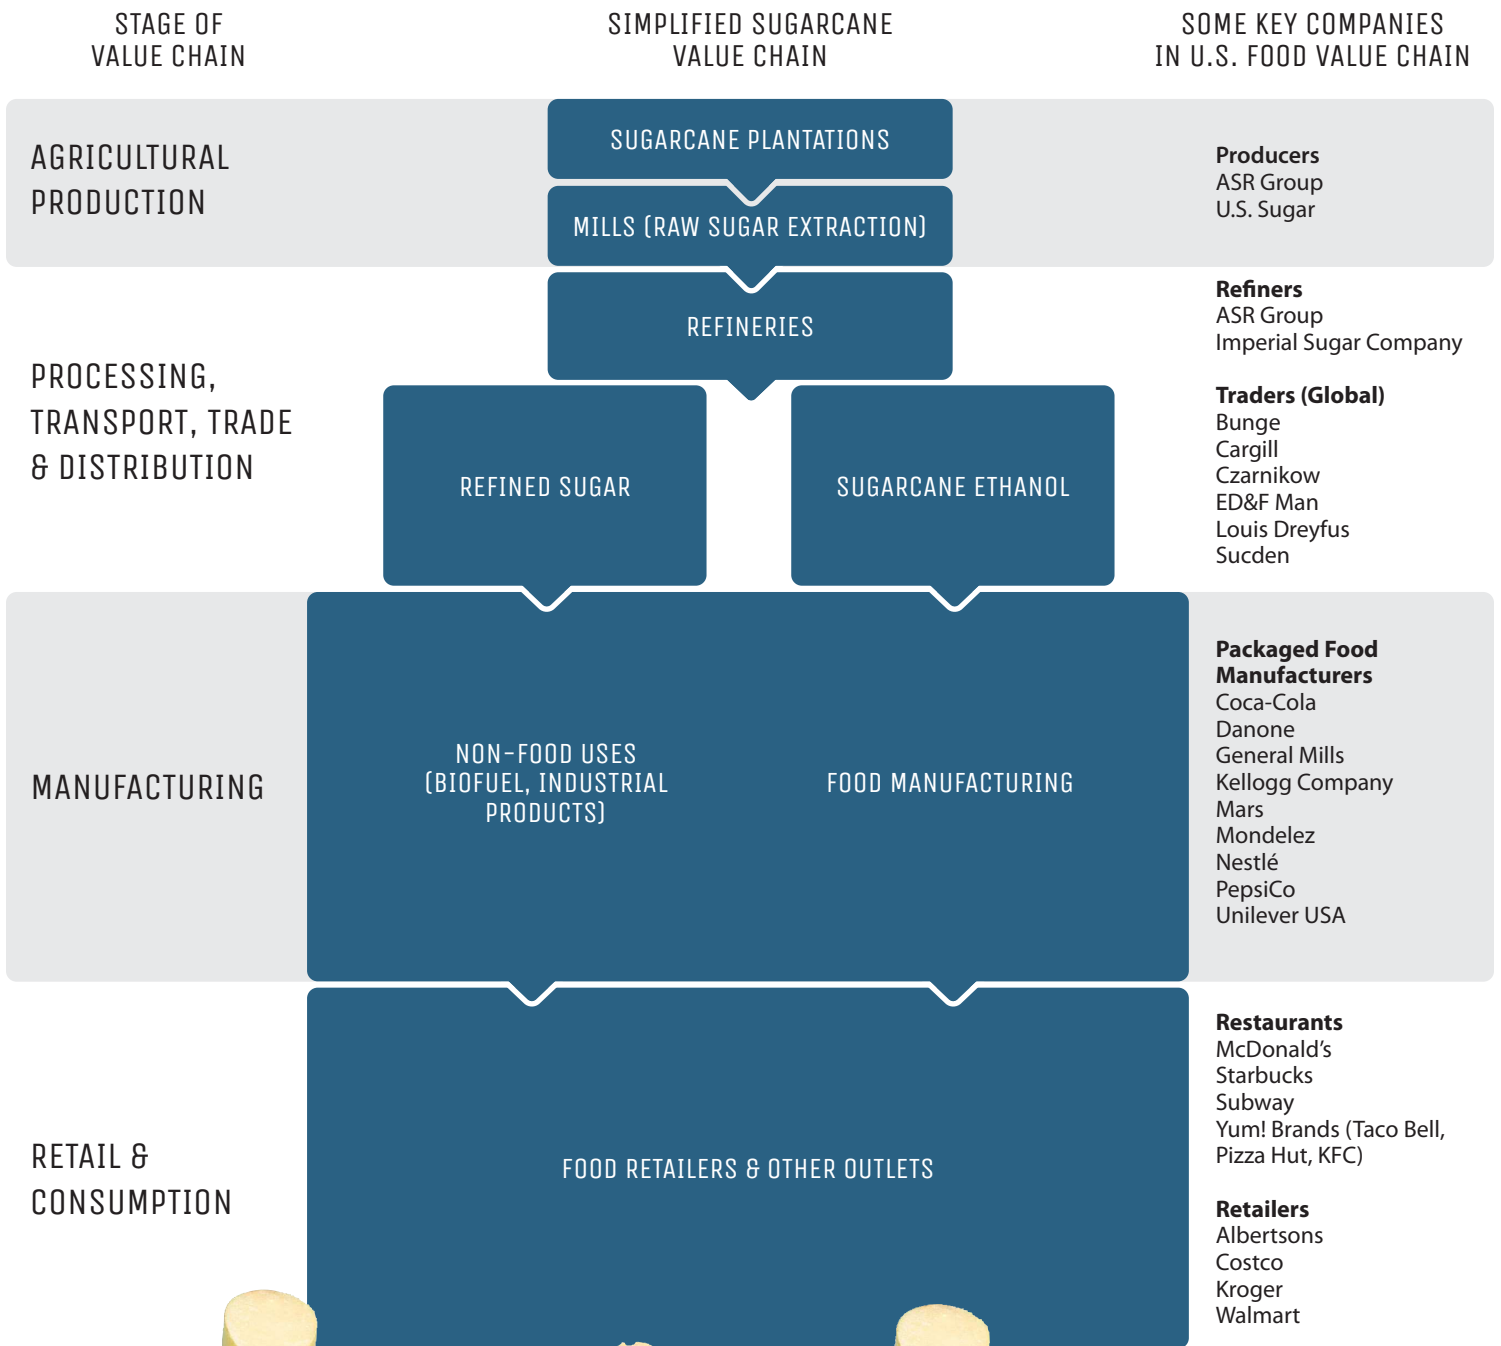 STAGE OF
VALUE CHAIN
SIMPLIFIED SUGARCANE
VALUE CHAIN
SOME KEY COMPANIES
IN U.S. FOOD VALUE CHAIN
AGRICULTURAL
PRODUCTION
SUGARCANE PLANTATIONS
MILLS (RAW SUGAR EXTRACTION)
Producers
ASR Group
U.S. Sugar
PROCESSING,
TRANSPORT, TRADE
& DISTRIBUTION
REFINERIES
REFINED SUGAR
SUGARCANE ETHANOL
Refiners
ASR Group
Imperial Sugar Company
Traders (Global)
Bunge
Cargill
Czarnikow
ED&F Man
Louis Dreyfus
Sucden
MANUFACTURING
NON-FOOD USES
(BIOFUEL, INDUSTRIAL
PRODUCTS)
FOOD MANUFACTURING
Packaged Food
Manufacturers
Coca-Cola
Danone
General Mills
Kellogg Company
Mars
Mondelez
Nestlé
PepsiCo
Unilever USA
RETAIL &
CONSUMPTION
FOOD RETAILERS & OTHER OUTLETS
Restaurants
McDonald's
Starbucks
Subway
Yum! Brands (Taco Bell,
Pizza Hut, KFC)
Retailers
Albertsons
Costco
Kroger
Walmart